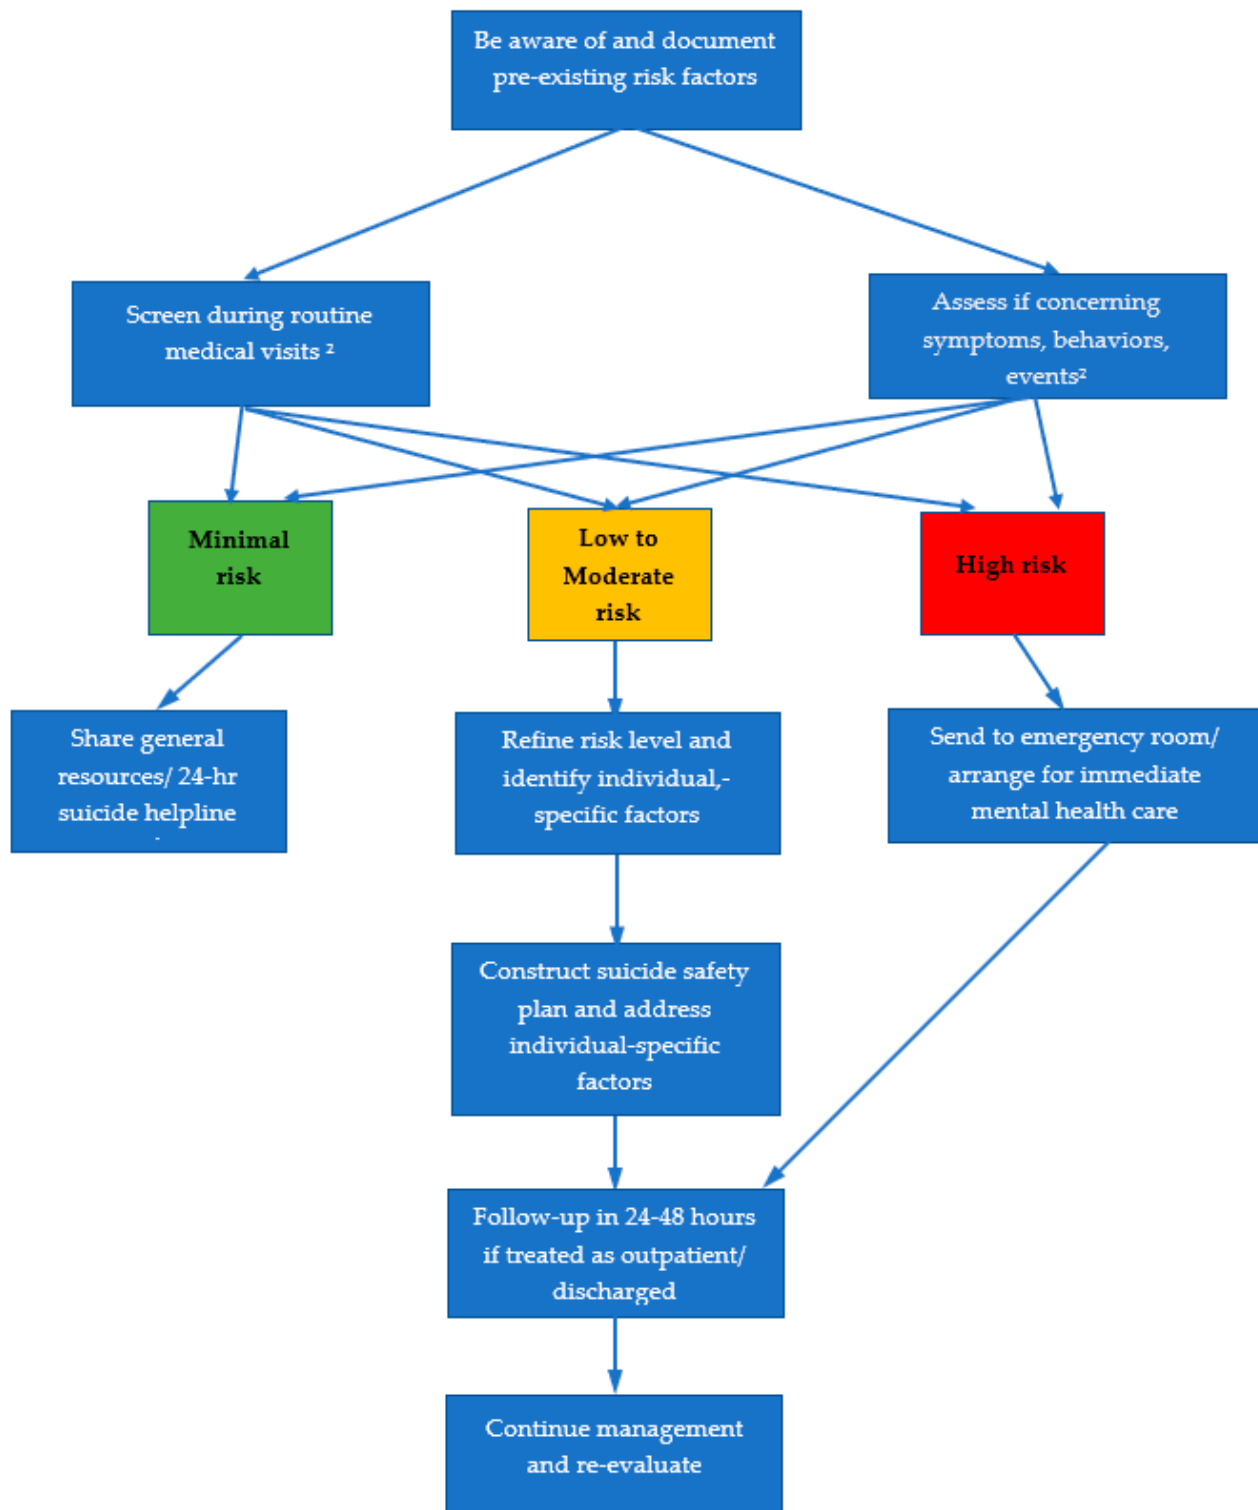 Be aware of and document
pre-existing risk factors
Screen during routine
medical visits ²
Assess if concerning
symptoms, behaviors,
events²
Minimal
risk
Low to
Moderate
risk
High risk
Share general
resources/ 24-hr
suicide helpline
Refine risk level and
identify individual,-
specific factors
Send to emergency room/
arrange for immediate
mental health care
Construct suicide safety
plan and address
individual-specific
factors
Follow-up in 24-48 hours
if treated as outpatient/
discharged
Continue management
and re-evaluate